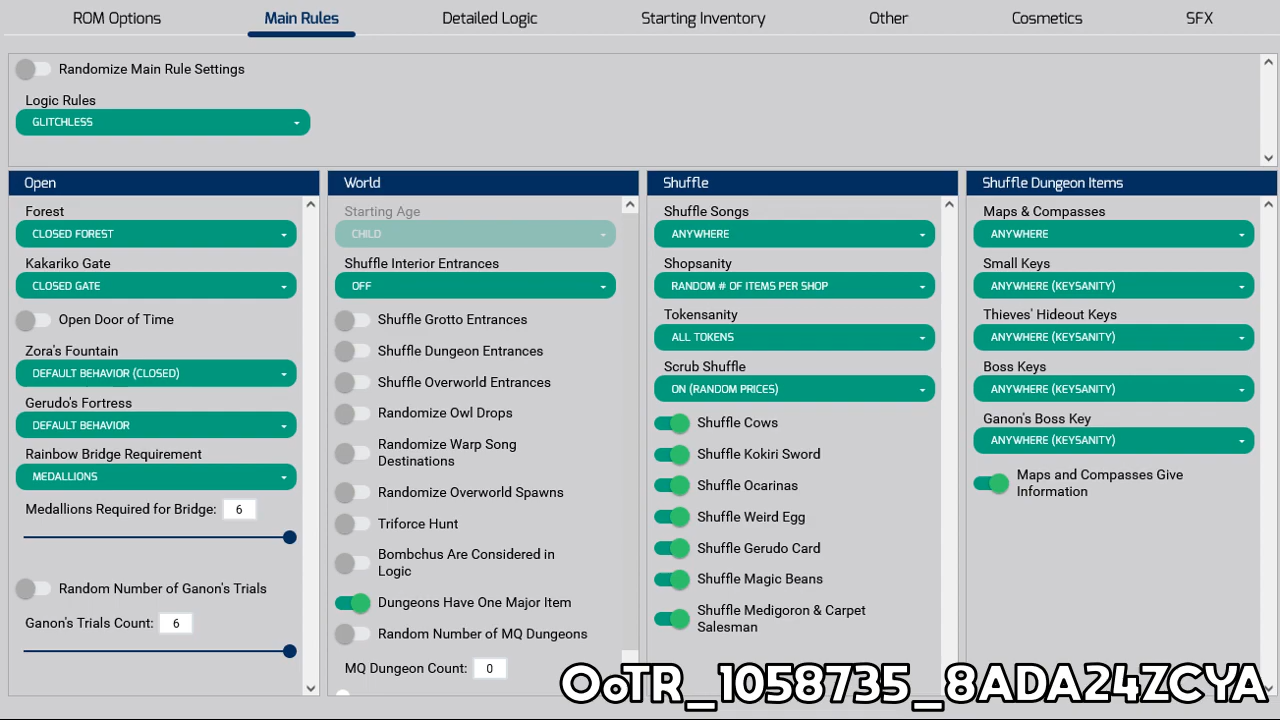 ROM Options
Main Rules
Detailed Logic
Starting Inventory
Other
Cosmetics
SFX
Randomize Main Rule Settings
Logic Rules
GLITCHLESS
Open
Forest
CLOSED FOREST
Kakariko Gate
CLOSED GATE
Open Door of Time
Zora's Fountain
DEFAULT BEHAVIOR (CLOSED)
Gerudo's Fortress
DEFAULT BEHAVIOR
Rainbow Bridge Requirement
MEDALLIONS
Medallions Required for Bridge: 6
Random Number of Ganon's Trials
Ganon's Trials Count: 6
World
Starting Age
CHILD
Shuffle Interior Entrances
OFF
Shuffle Grotto Entrances
Shuffle Dungeon Entrances
Shuffle Overworld Entrances
Randomize Owl Drops
Randomize Warp Song
Destinations
Randomize Overworld Spawns
Triforce Hunt
Bombchus Are Considered in
Logic
Dungeons Have One Major Item
Random Number of MQ Dungeons
MQ Dungeon Count: 0
Shuffle
Shuffle Songs
ANYWHERE
Shopsanity
RANDOM # OF ITEMS PER SHOP
Tokensanity
ALL TOKENS
Scrub Shuffle
ON (RANDOM PRICES)
Shuffle Cows
Shuffle Kokiri Sword
Shuffle Ocarinas
Shuffle Weird Egg
Shuffle Gerudo Card
Shuffle Magic Beans
Shuffle Medigoron & Carpet
Salesman
Shuffle Dungeon Items
Maps & Compasses
ANYWHERE
Small Keys
ANYWHERE (KEYSANITY)
Thieves' Hideout Keys
ANYWHERE (KEYSANITY)
Boss Keys
ANYWHERE (KEYSANITY)
Ganon's Boss Key
ANYWHERE (KEYSANITY)
Maps and Compasses Give
Information
OoTR_1058735_8ADA24ZCYA